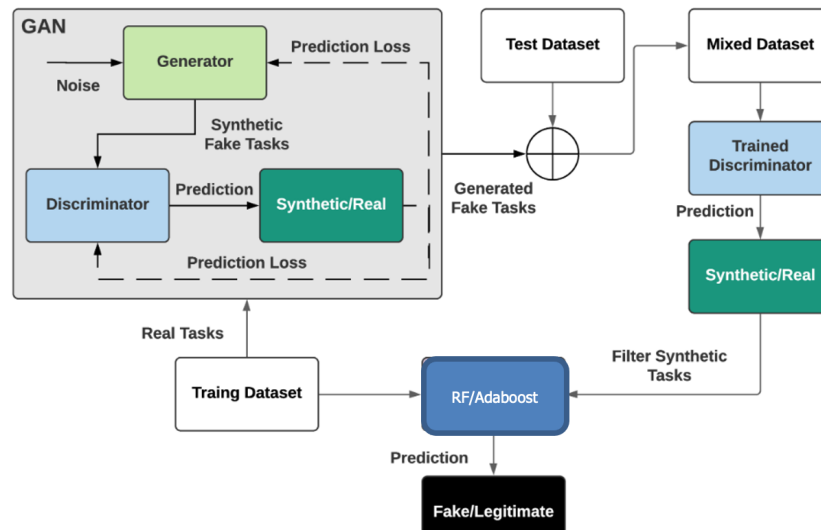 GAN
Prediction Loss
Generator
Noise
Synthetic
Fake Tasks
Discriminator
Prediction
Synthetic/Real
Prediction Loss
Test Dataset
Mixed Dataset
Generated
Fake Tasks
Trained
Discriminator
Prediction
Synthetic/Real
Real Tasks
Filter Synthetic
Tasks
Traing Dataset
RF/Adaboost
Prediction
Fake/Legitimate